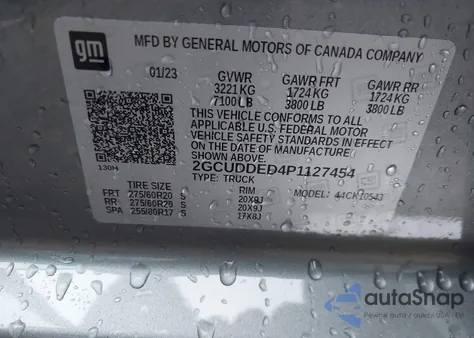 gm
MFD BY GENERAL MOTORS OF CANADA COMPANY
01/23 GVWR GAWR FRT GAWR RR
3221 KG 1724 KG 1724 KG
7100 LB 3800 LB 3800 LB
THIS VEHICLE CONFORMS TO ALL
APPLICABLE U.S. FEDERAL MOTOR
VEHICLE SAFETY STANDARDS IN EFFECT
ON THE DATE OF MANUFACTURE SHOWN ABOVE.
2GCUDDED4P1127454
130H
TYPE: TRUCK MODEL:
TIRE SIZE RIM
FRT 275/60R20 S 20X9J
RR 275/60R20 S 20X9J
SPA 255/80R17 S 17X8J
autoSnap